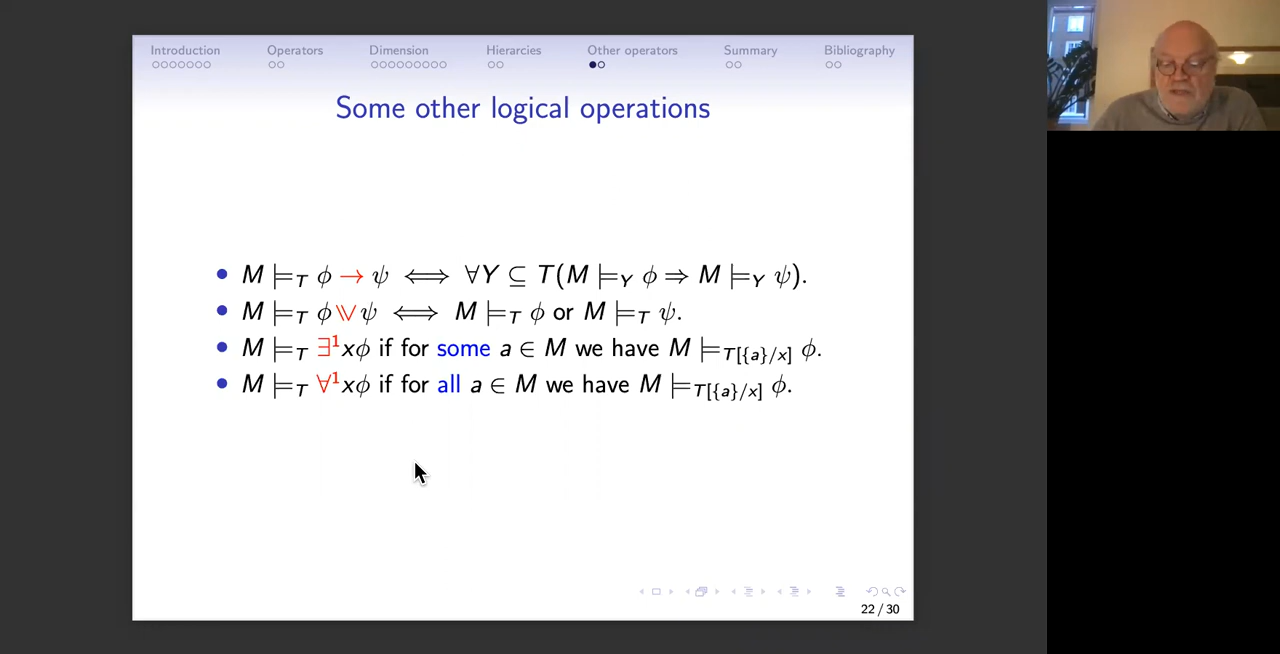 Introduction Operators Dimension Hierarcies Other operators Summary Bibliography
Some other logical operations
• M ⊨_T ϕ → ψ ⟺ ∀Y ⊆ T(M ⊨_Y ϕ ⇒ M ⊨_Y ψ).
• M ⊨_T ϕ ⩔ ψ ⟺ M ⊨_T ϕ or M ⊨_T ψ.
• M ⊨_T ∃¹xϕ if for some a ∈ M we have M ⊨_{T[{a}/x]} ϕ.
• M ⊨_T ∀¹xϕ if for all a ∈ M we have M ⊨_{T[{a}/x]} ϕ.
22 / 30